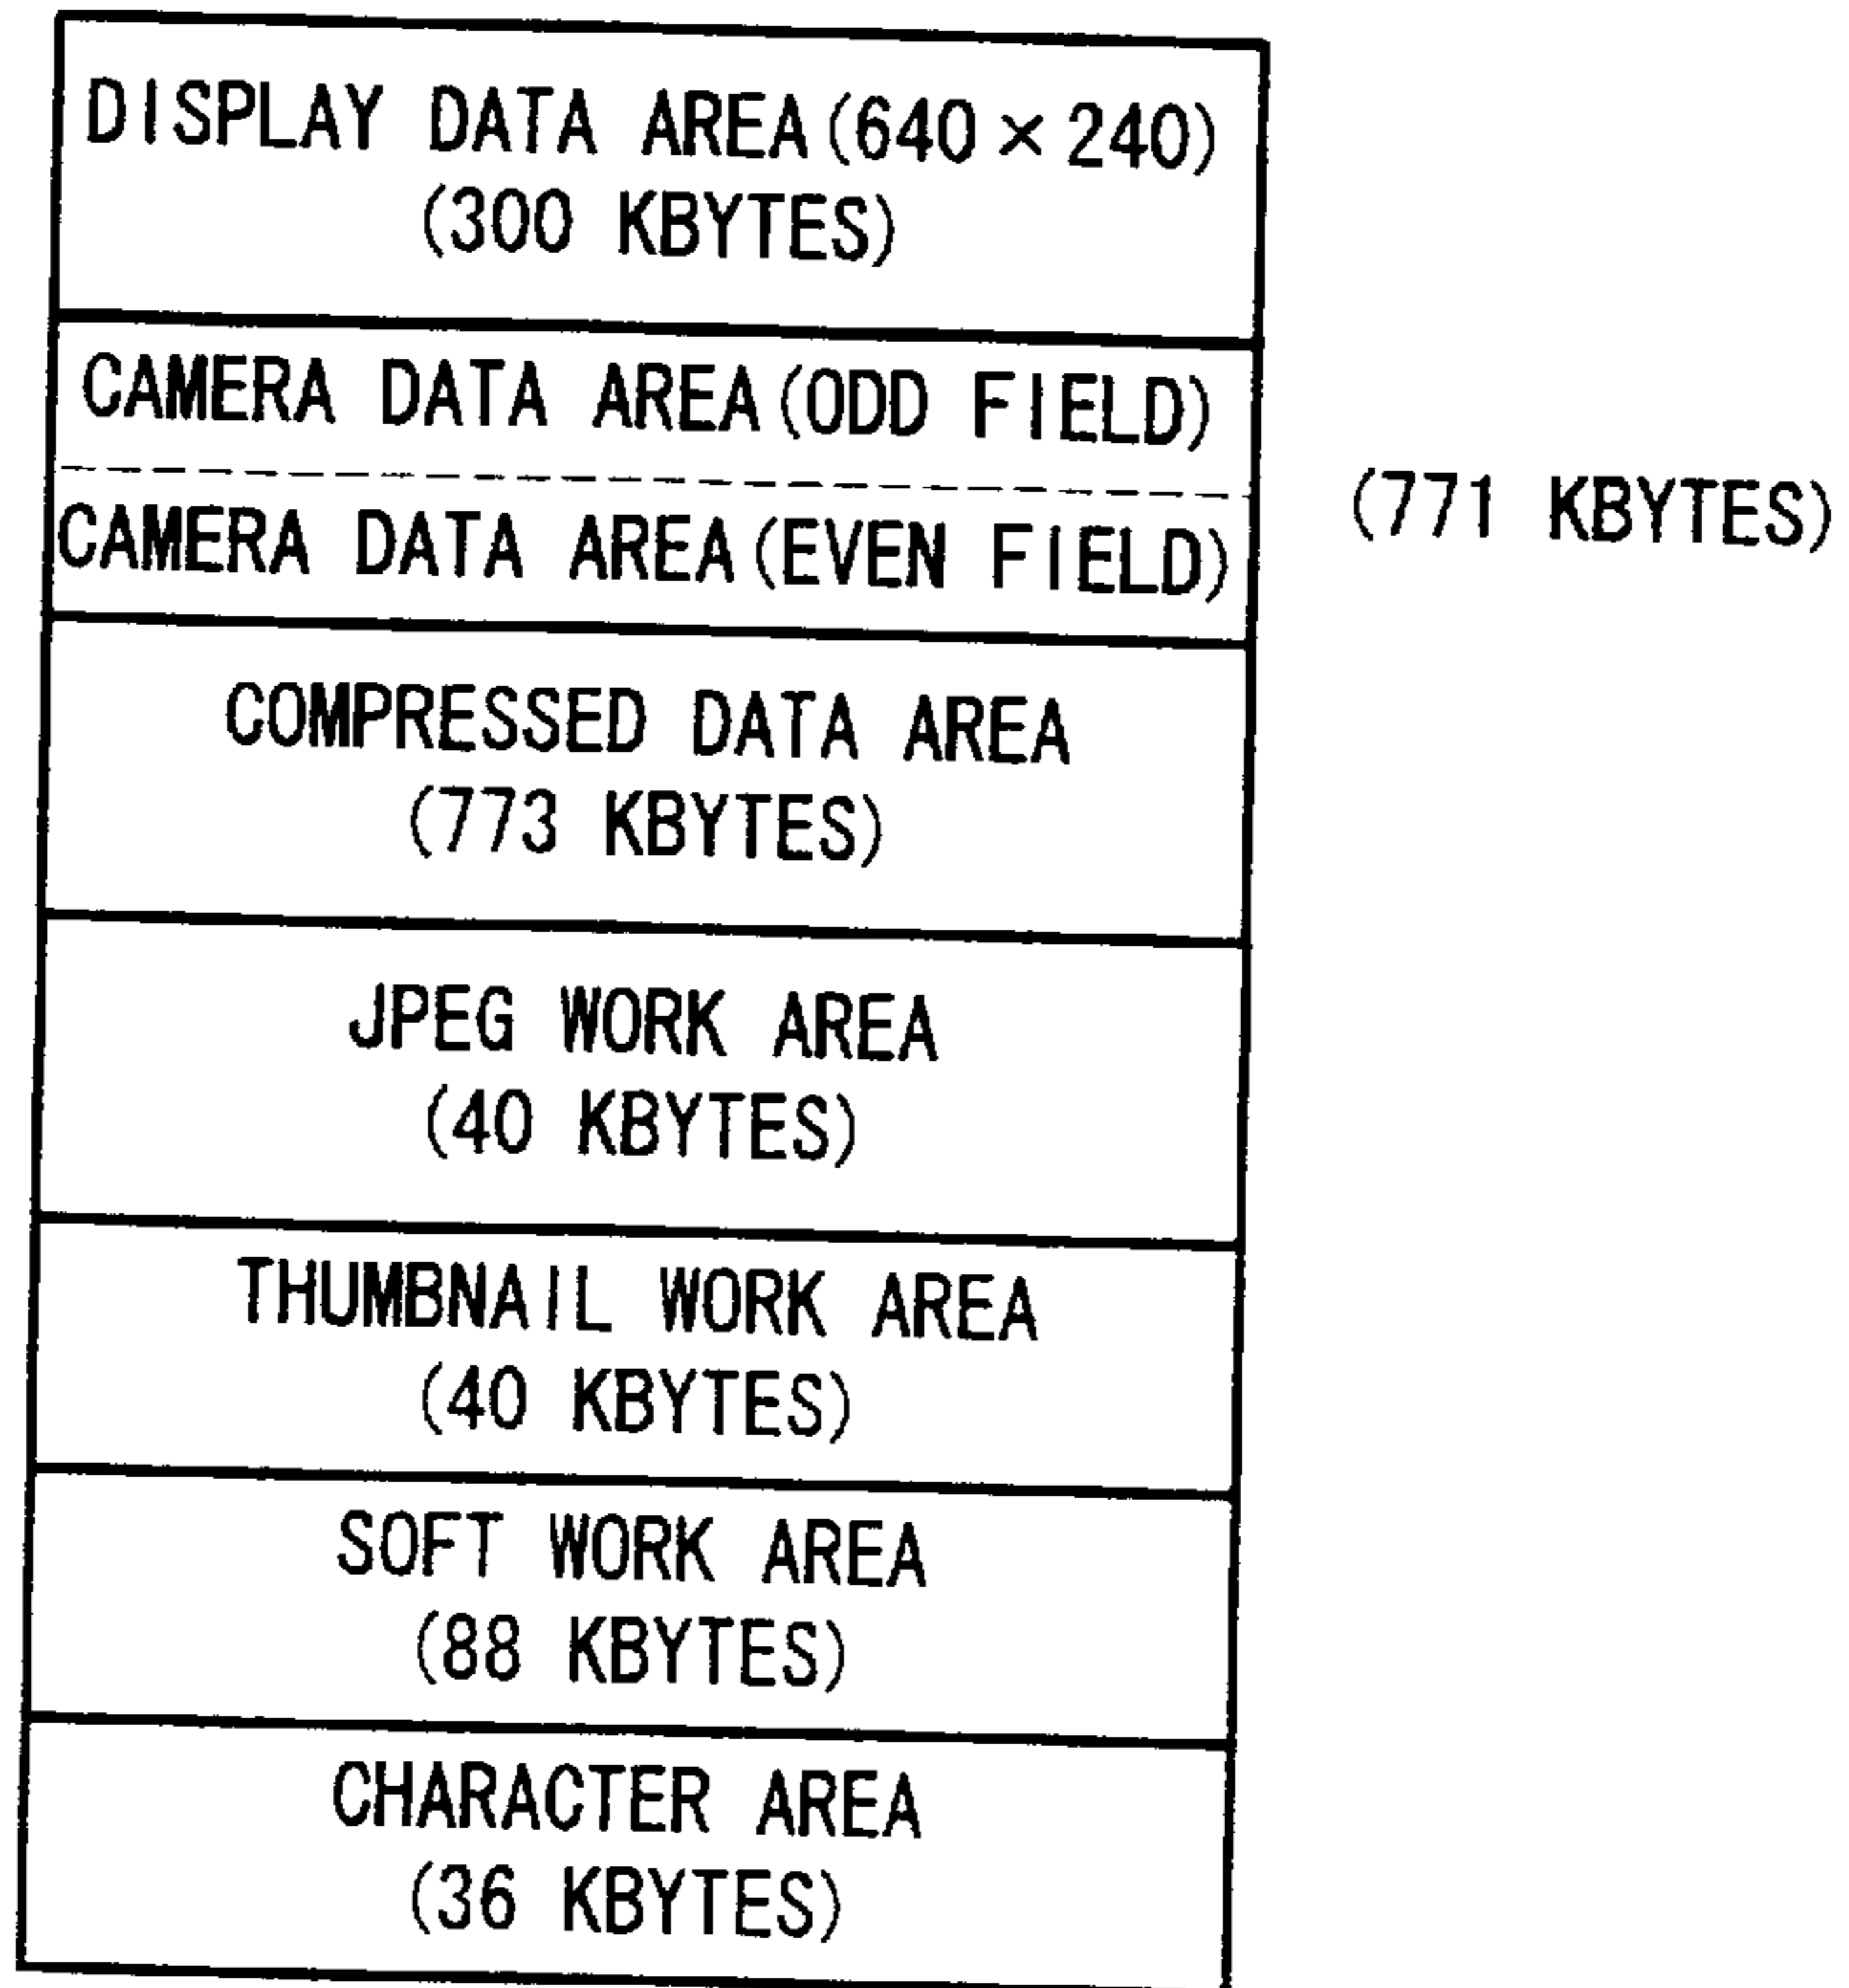 DISPLAY DATA AREA(640×240)
(300 KBYTES)
CAMERA DATA AREA(ODD FIELD)
(771 KBYTES)
CAMERA DATA AREA(EVEN FIELD)
COMPRESSED DATA AREA
(773 KBYTES)
JPEG WORK AREA
(40 KBYTES)
THUMBNAIL WORK AREA
(40 KBYTES)
SOFT WORK AREA
(88 KBYTES)
CHARACTER AREA
(36 KBYTES)